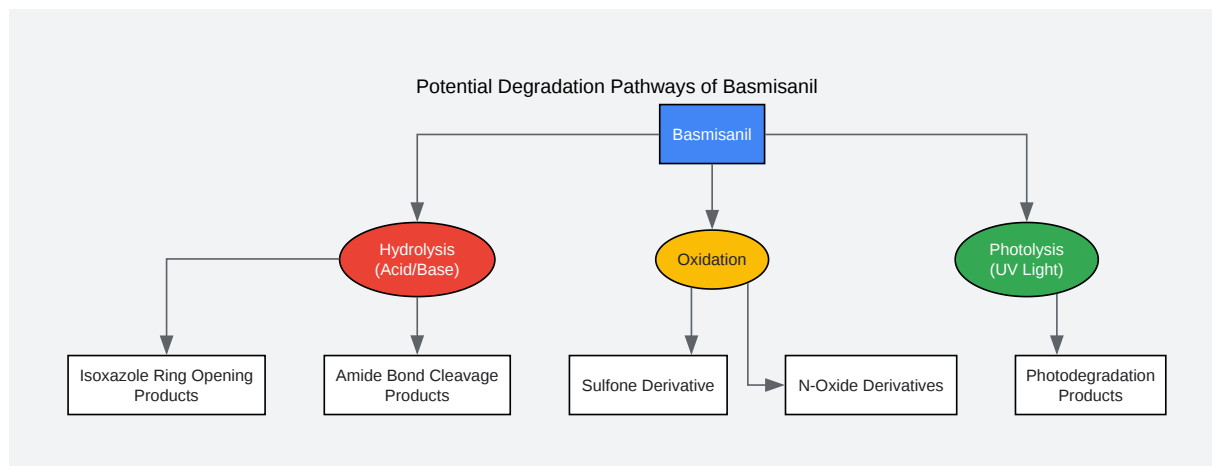 Potential Degradation Pathways of Basmisanil
Basmisanil
Hydrolysis
(Acid/Base)
Oxidation
Photolysis
(UV Light)
Isoxazole Ring Opening
Products
Amide Bond Cleavage
Products
Sulfone Derivative
N-Oxide Derivatives
Photodegradation
Products